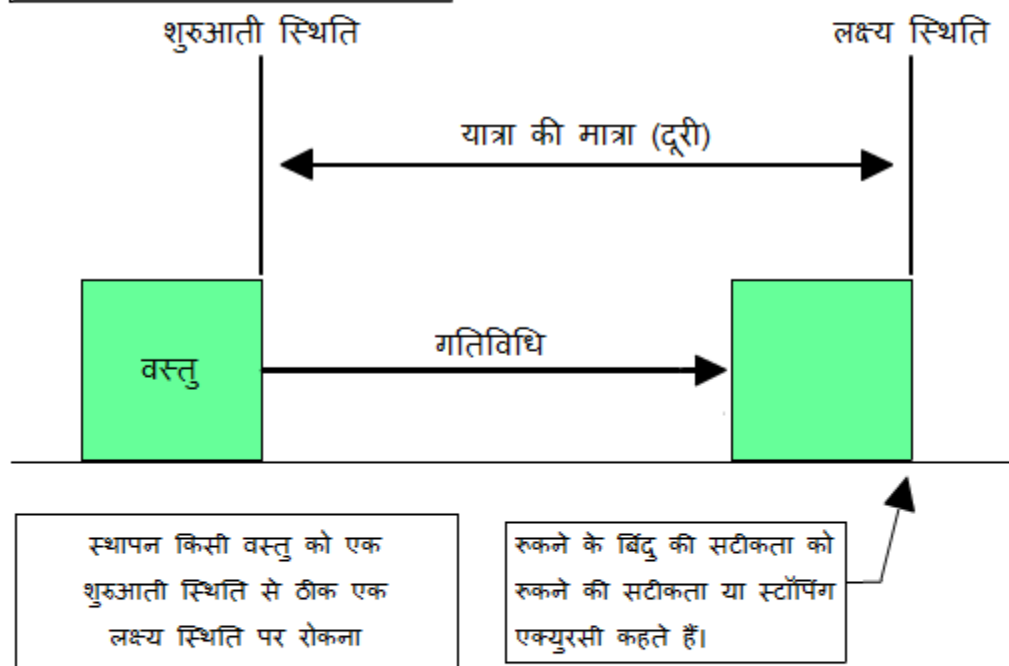 शुरुआती स्थिति
लक्ष्य स्थिति
यात्रा की मात्रा (दूरी)
गतिविधि
वस्तु
स्थापन किसी वस्तु को एक
शुरुआती स्थिति से ठीक एक
लक्ष्य स्थिति पर रोकना
रुकने के बिंदु की सटीकता को
रुकने की सटीकता या स्टॉपिंग
एक्युरसी कहते हैं।